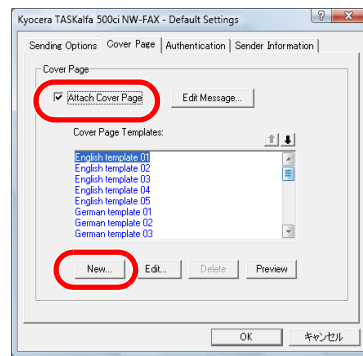 Kyocera TASKalfa 500ci NW-FAX - Default Settings
Sending Options Cover Page Authentication Sender Information
Cover Page
Attach Cover Page Edit Message...
Cover Page Templates:
English template 01
English template 02
English template 03
English template 04
English template 05
German template 01
German template 02
German template 03
New... Edit... Delete Preview
OK キャンセル